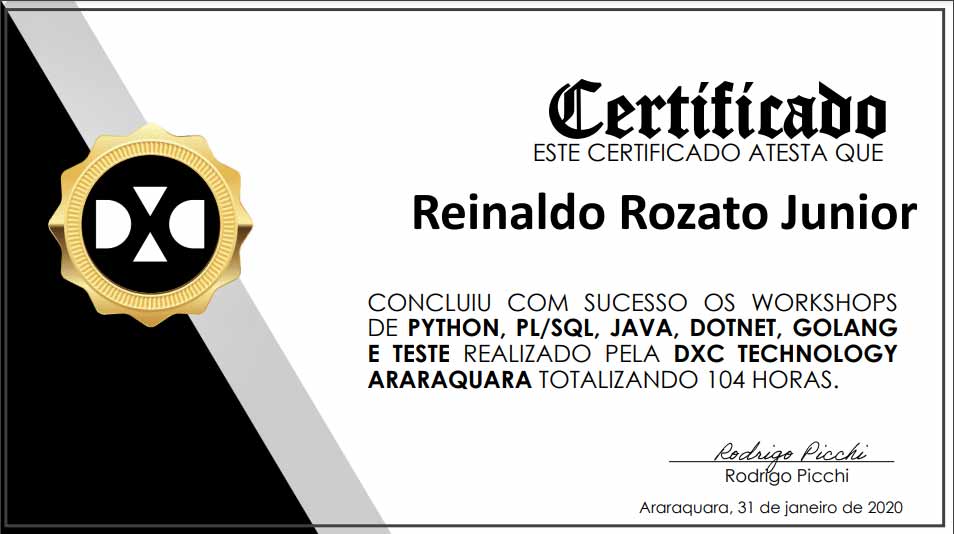 Certificado
ESTE CERTIFICADO ATESTA QUE
Reinaldo Rozato Junior
DXC
CONCLUIU COM SUCESSO OS WORKSHOPS
DE PYTHON, PL/SQL, JAVA, DOTNET, GOLANG
E TESTE REALIZADO PELA DXC TECHNOLOGY
ARARAQUARA TOTALIZANDO 104 HORAS.
Rodrigo Picchi
Rodrigo Picchi
Araraquara, 31 de janeiro de 2020